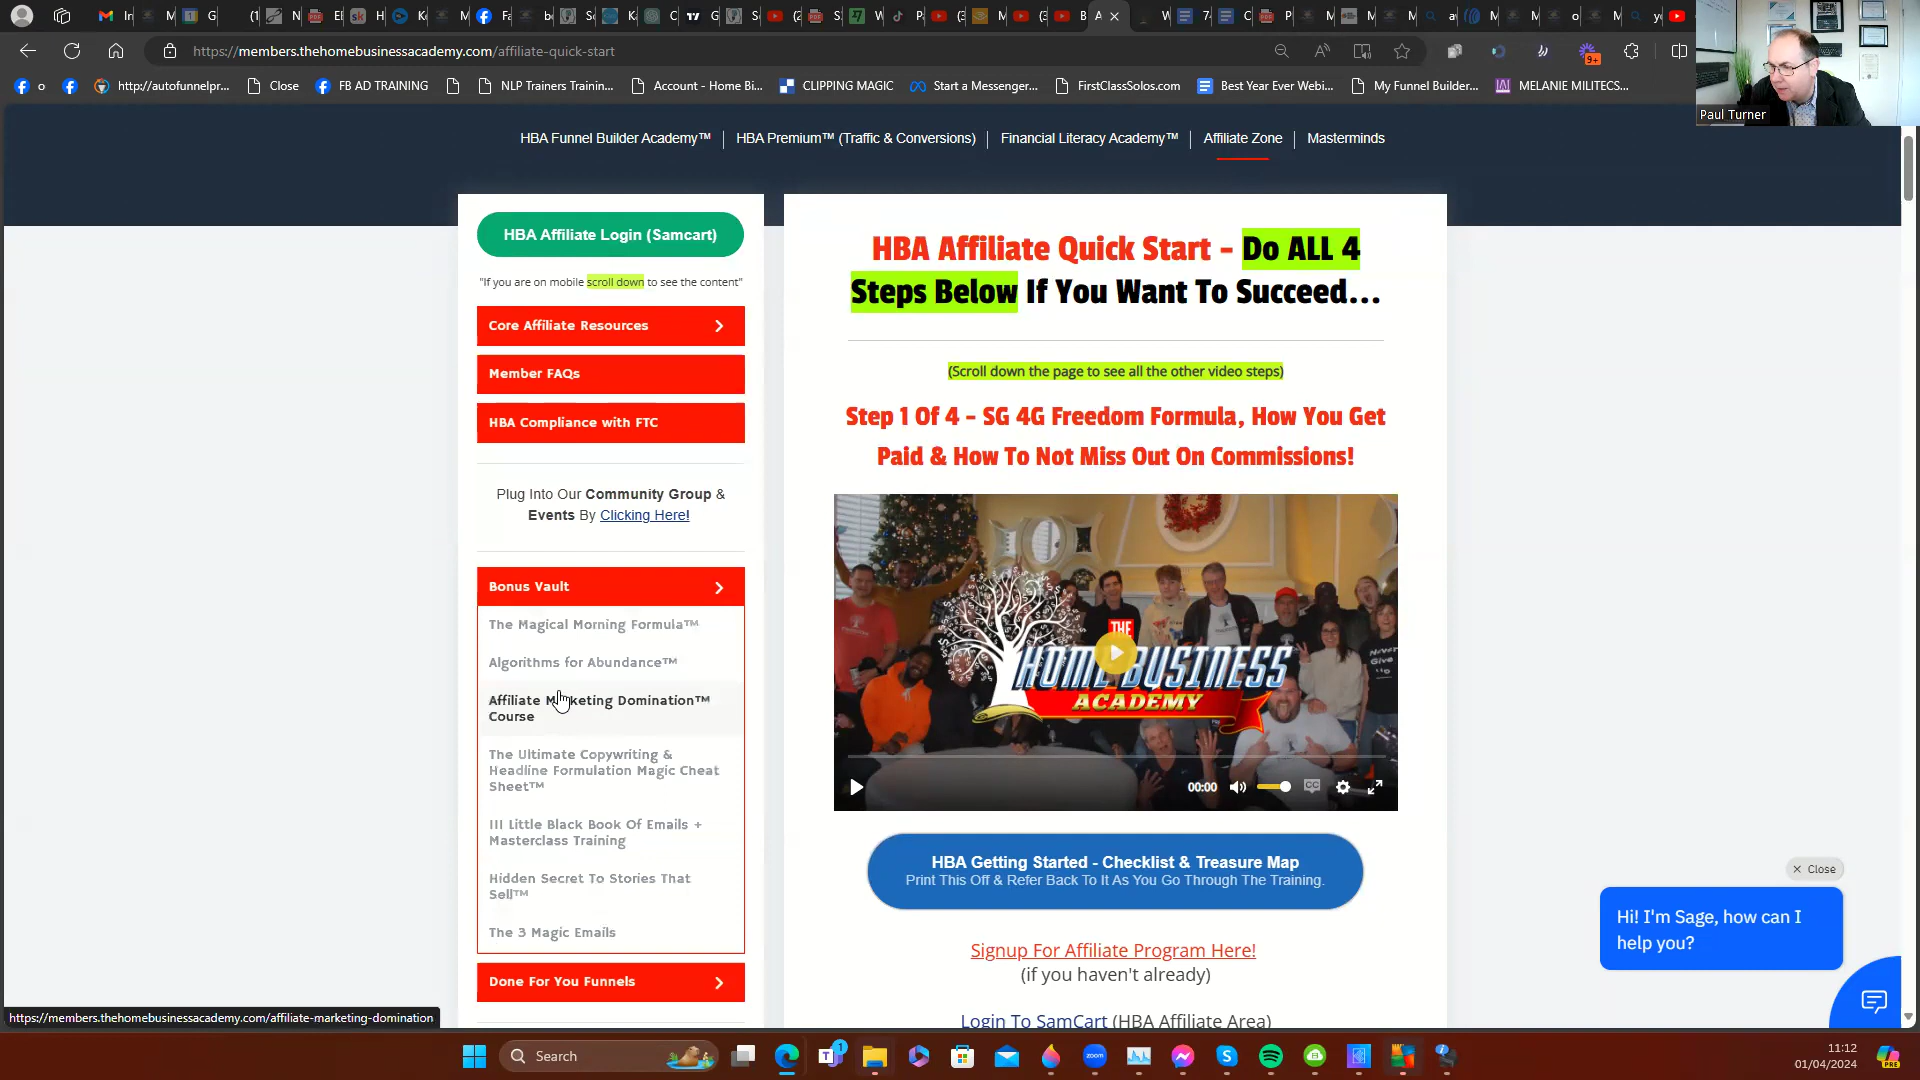 https://members.thehomebusinessacademy.com/affiliate-quick-start
9+
o
http://autofunnelpr...
Close
FB AD TRAINING
NLP Trainers Trainin...
Account - Home Bi...
CLIPPING MAGIC
Start a Messenger...
FirstClassSolos.com
Best Year Ever Webi...
My Funnel Builder...
MELANIE MILITECS...
Paul Turner
HBA Funnel Builder Academy™
HBA Premium™ (Traffic & Conversions)
Financial Literacy Academy™
Affiliate Zone
Masterminds
HBA Affiliate Login (Samcart)
"If you are on mobile scroll down to see the content"
Core Affiliate Resources
Member FAQs
HBA Compliance with FTC
Plug Into Our Community Group &
Events By Clicking Here!
Bonus Vault
The Magical Morning Formula™
Algorithms for Abundance™
Affiliate Marketing Domination™
Course
The Ultimate Copywriting &
Headline Formulation Magic Cheat
Sheet™
111 Little Black Book Of Emails +
Masterclass Training
Hidden Secret To Stories That
Sell™
The 3 Magic Emails
Done For You Funnels
HBA Affiliate Quick Start - Do ALL 4
Steps Below If You Want To Succeed...
(Scroll down the page to see all the other video steps)
Step 1 Of 4 - SG 4G Freedom Formula, How You Get
Paid & How To Not Miss Out On Commissions!
THE
HOME BUSINESS
ACADEMY
Never
Give
00:00
CC
HBA Getting Started - Checklist & Treasure Map
Print This Off & Refer Back To It As You Go Through The Training.
Signup For Affiliate Program Here!
(if you haven't already)
Login To SamCart (HBA Affiliate Area)
Close
Hi! I'm Sage, how can I
help you?
https://members.thehomebusinessacademy.com/affiliate-marketing-domination
Search
1
zoom
11:12
01/04/2024
PRE